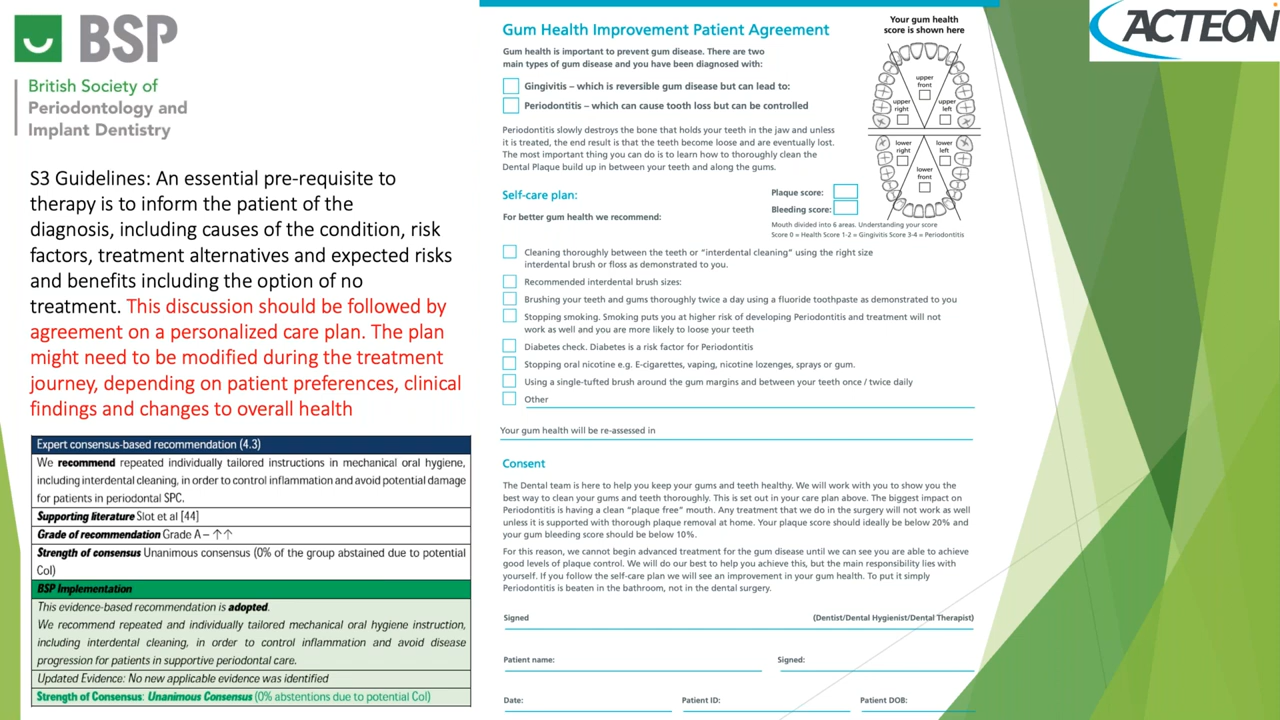 BSP
British Society of
Periodontology and
Implant Dentistry
S3 Guidelines: An essential pre-requisite to
therapy is to inform the patient of the
diagnosis, including causes of the condition, risk
factors, treatment alternatives and expected risks
and benefits including the option of no
treatment. This discussion should be followed by
agreement on a personalized care plan. The plan
might need to be modified during the treatment
journey, depending on patient preferences, clinical
findings and changes to overall health
Expert consensus-based recommendation (4.3)
We recommend repeated individually tailored instructions in mechanical oral hygiene,
including interdental cleaning, in order to control inflammation and avoid potential damage
for patients in periodontal SPC.
Supporting literature Slot et al [44]
Grade of recommendation Grade A – ↑↑
Strength of consensus Unanimous consensus (0% of the group abstained due to potential
CoI)
BSP Implementation
This evidence-based recommendation is adopted.
We recommend repeated and individually tailored mechanical oral hygiene instruction,
including interdental cleaning, in order to control inflammation and avoid disease
progression for patients in supportive periodontal care.
Updated Evidence: No new applicable evidence was identified
Strength of Consensus: Unanimous Consensus (0% abstentions due to potential CoI)
Gum Health Improvement Patient Agreement
Gum health is important to prevent gum disease. There are two
main types of gum disease and you have been diagnosed with:
Gingivitis – which is reversible gum disease but can lead to:
Periodontitis – which can cause tooth loss but can be controlled
Periodontitis slowly destroys the bone that holds your teeth in the jaw and unless
it is treated, the end result is that the teeth become loose and are eventually lost.
The most important thing you can do is to learn how to thoroughly clean the
Dental Plaque build up in between your teeth and along the gums.
Your gum health
score is shown here
upper
front
upper
right
upper
left
lower
right
lower
left
lower
front
Self-care plan:
For better gum health we recommend:
Plaque score:
Bleeding score:
Mouth divided into 6 areas. Understanding your score
Score 0 = Health Score 1-2 = Gingivitis Score 3-4 = Periodontitis
Cleaning thoroughly between the teeth or “interdental cleaning” using the right size
interdental brush or floss as demonstrated to you.
Recommended interdental brush sizes:
Brushing your teeth and gums thoroughly twice a day using a fluoride toothpaste as demonstrated to you
Stopping smoking. Smoking puts you at higher risk of developing Periodontitis and treatment will not
work as well and you are more likely to loose your teeth
Diabetes check. Diabetes is a risk factor for Periodontitis
Stopping oral nicotine e.g. E-cigarettes, vaping, nicotine lozenges, sprays or gum.
Using a single-tufted brush around the gum margins and between your teeth once / twice daily
Other
Your gum health will be re-assessed in
Consent
The Dental team is here to help you keep your gums and teeth healthy. We will work with you to show you the
best way to clean your gums and teeth thoroughly. This is set out in your care plan above. The biggest impact on
Periodontitis is having a clean “plaque free” mouth. Any treatment that we do in the surgery will not work as well
unless it is supported with thorough plaque removal at home. Your plaque score should ideally be below 20% and
your gum bleeding score should be below 10%.
For this reason, we cannot begin advanced treatment for the gum disease until we can see you are able to achieve
good levels of plaque control. We will do our best to help you achieve this, but the main responsibility lies with
yourself. If you follow the self-care plan we will see an improvement in your gum health. To put it simply
Periodontitis is beaten in the bathroom, not in the dental surgery.
Signed
(Dentist/Dental Hygienist/Dental Therapist)
Patient name:
Signed:
Date:
Patient ID:
Patient DOB:
ACTEON